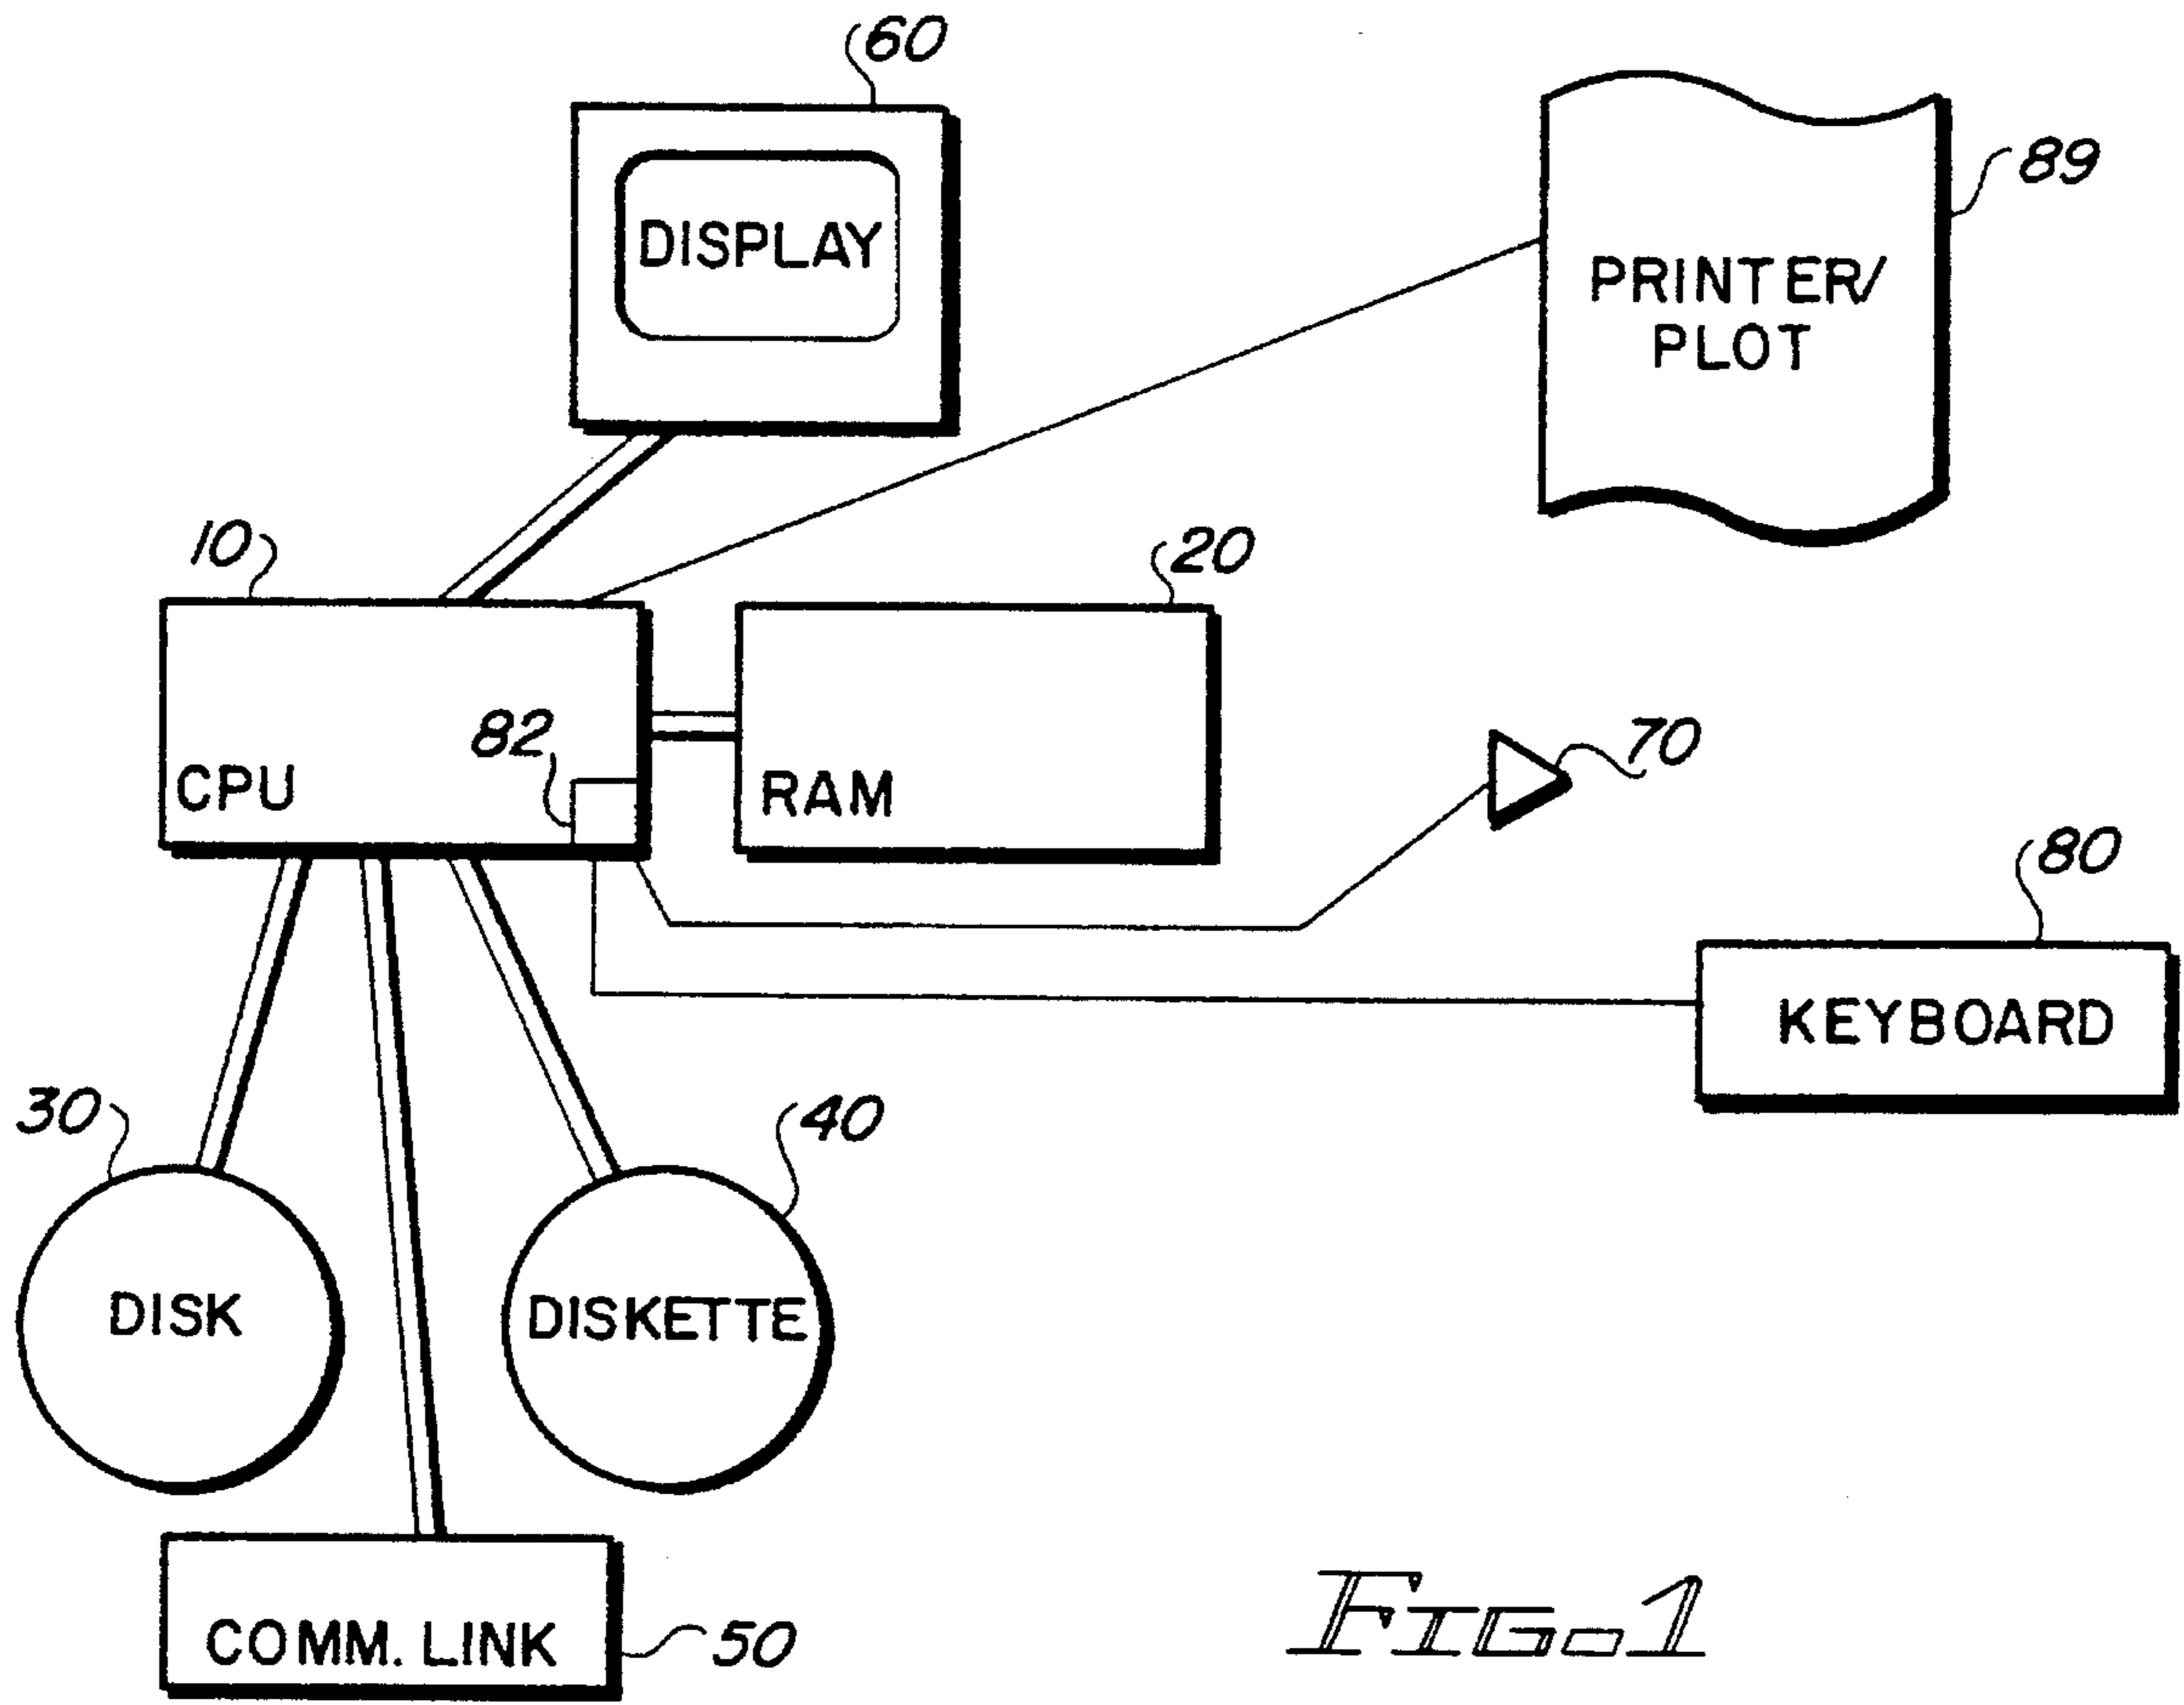 60
DISPLAY
89
PRINTER/
PLOT
10
20
82
CPU
RAM
70
80
KEYBOARD
30
40
DISK
DISKETTE
COMM. LINK
50
FIG. 1